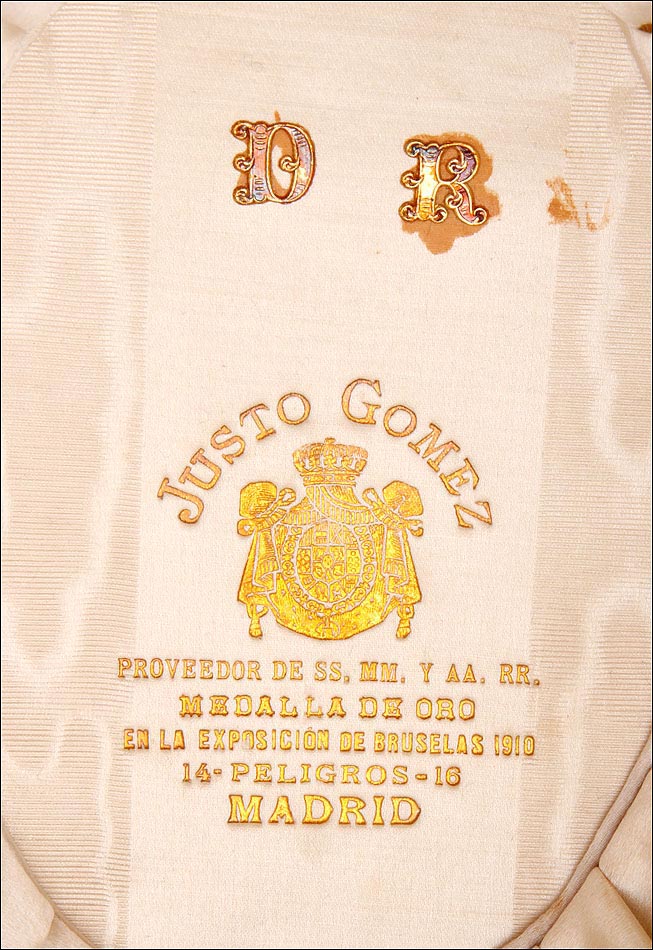 D R
JUSTO GOMEZ
PROVEEDOR DE SS. MM. Y AA. RR.
MEDALLA DE ORO
EN LA EXPOSICIÓN DE BRUSELAS 1910
14-PELIGROS-16
MADRID